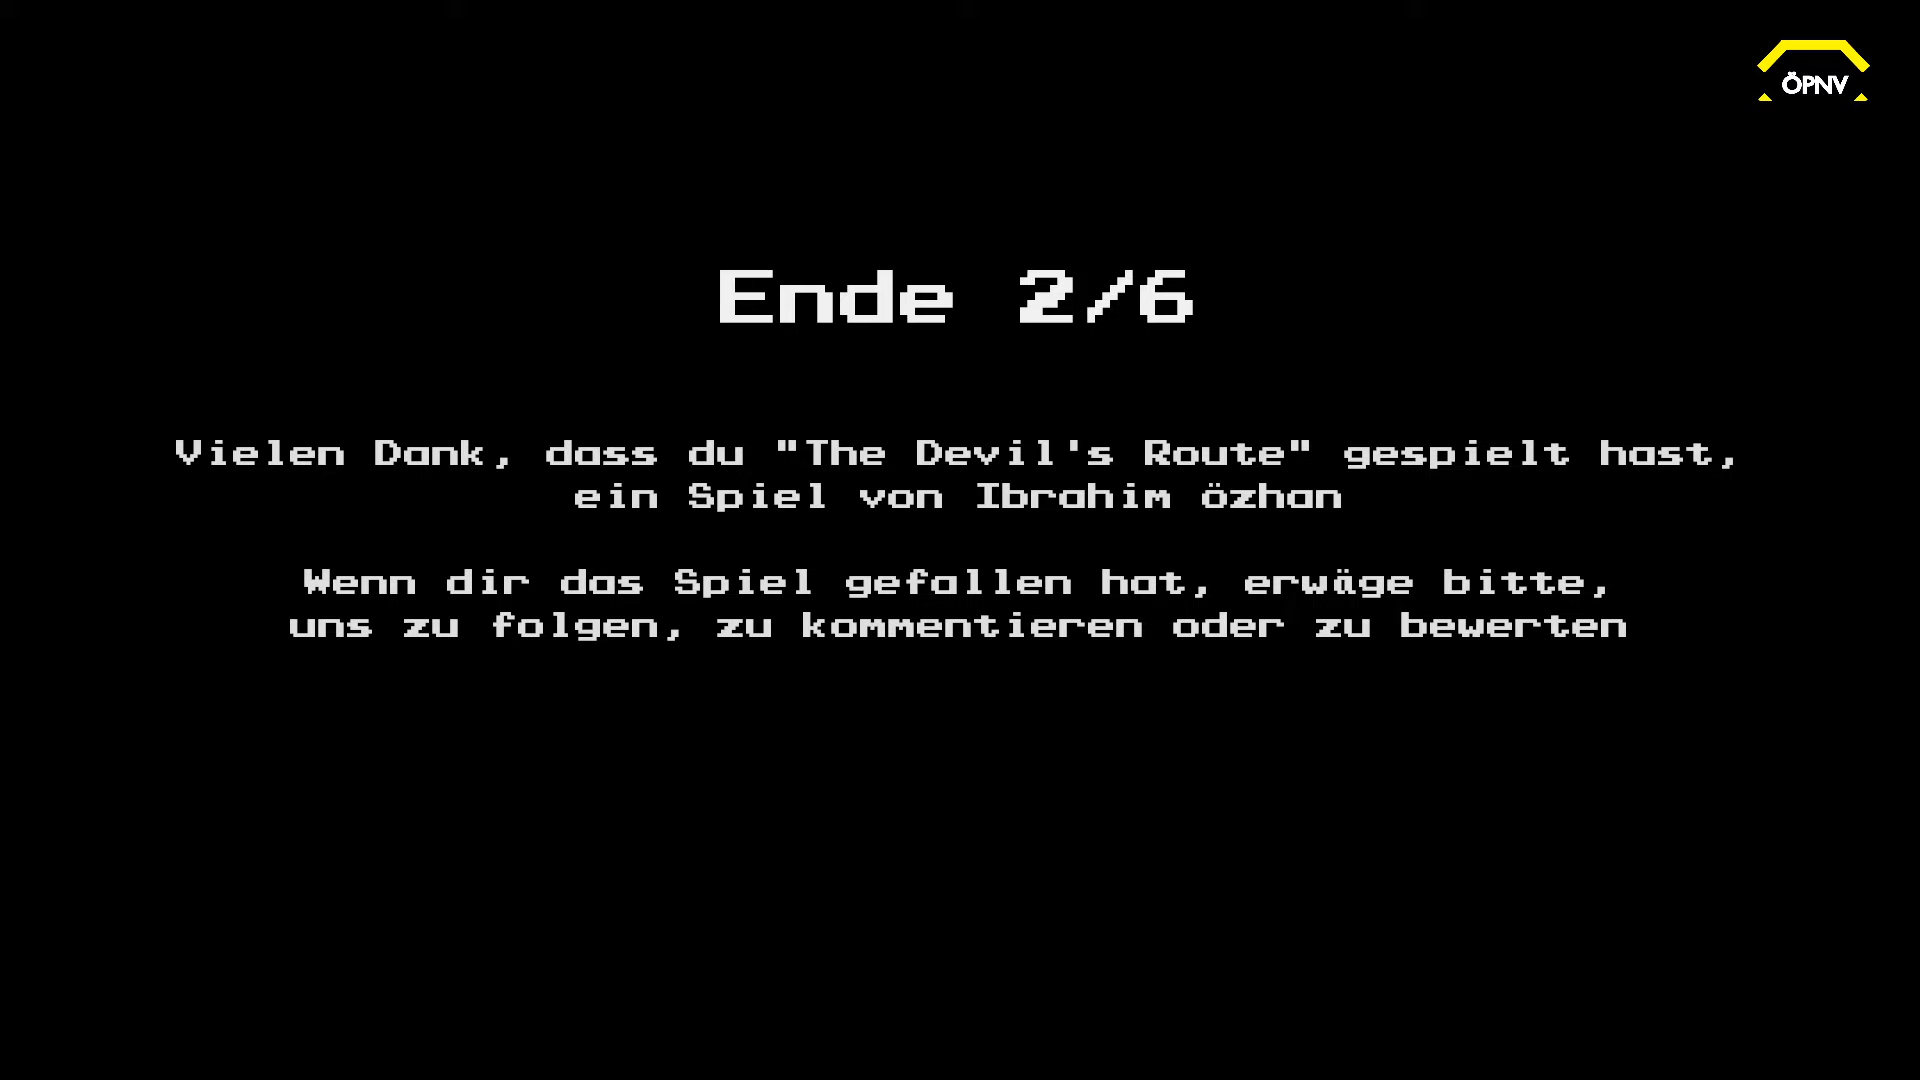 ÖPNV
Ende 2/6
Vielen Dank, dass du "The Devil's Route" gespielt hast,
ein Spiel von Ibrahim özhan
Wenn dir das Spiel gefallen hat, erwäge bitte,
uns zu folgen, zu kommentieren oder zu bewerten